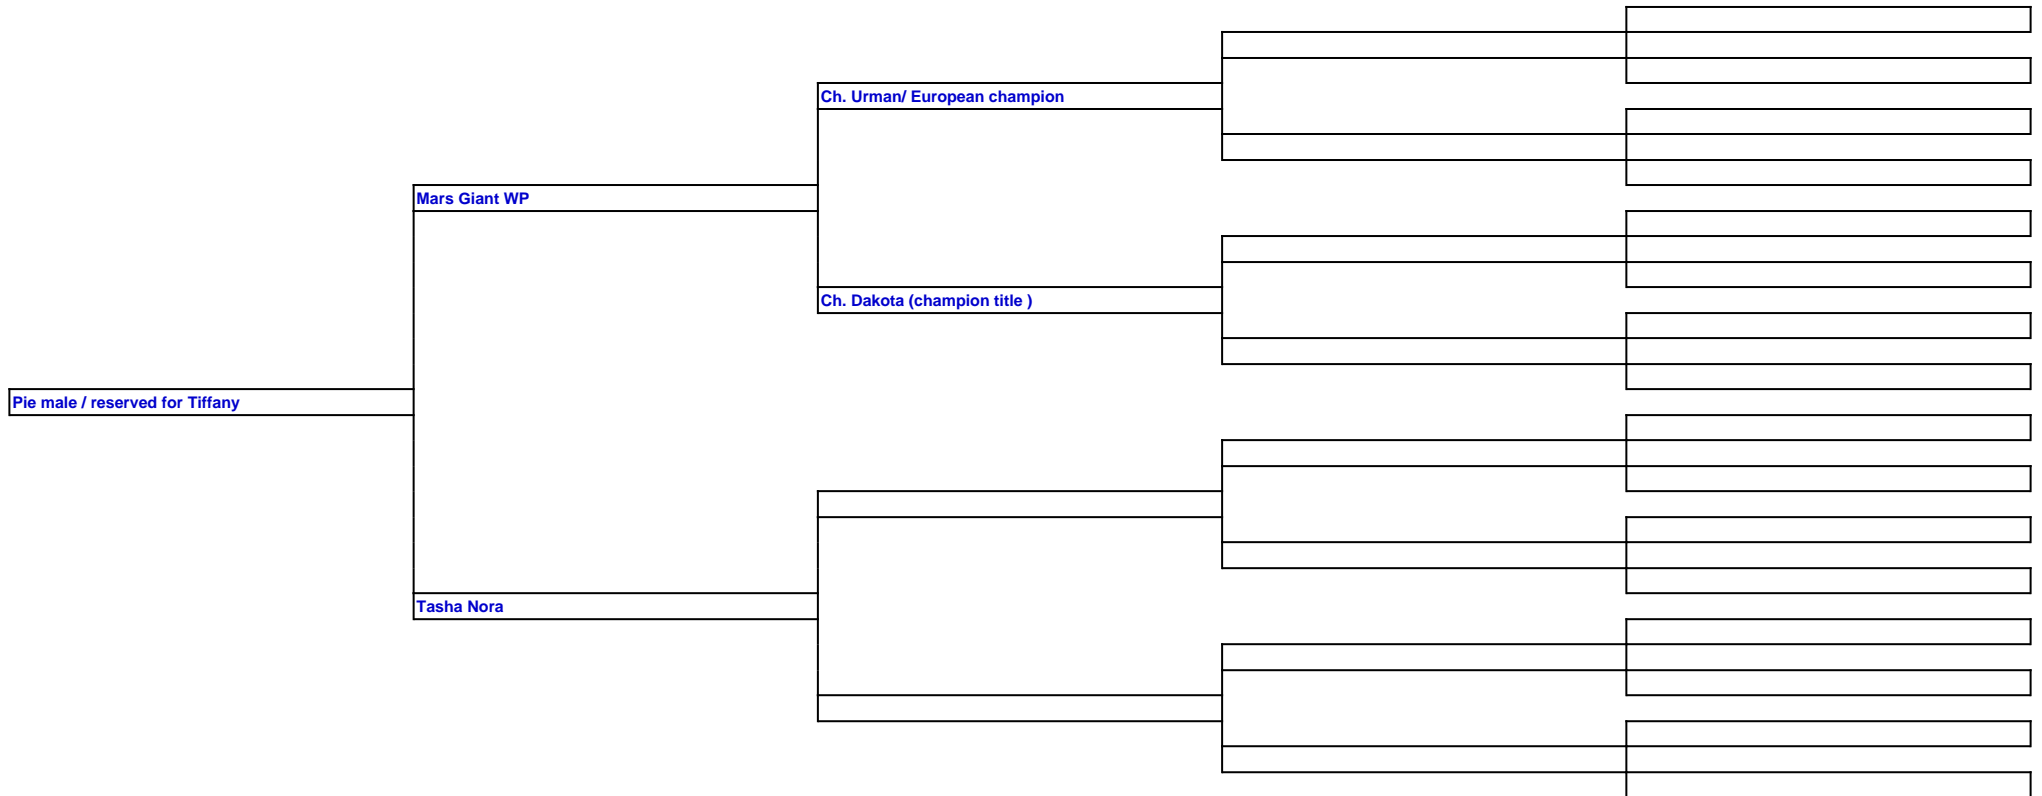 Ch. Urman/ European champion
Mars Giant WP
Ch. Dakota (champion title )
Pie male / reserved for Tiffany
Tasha Nora